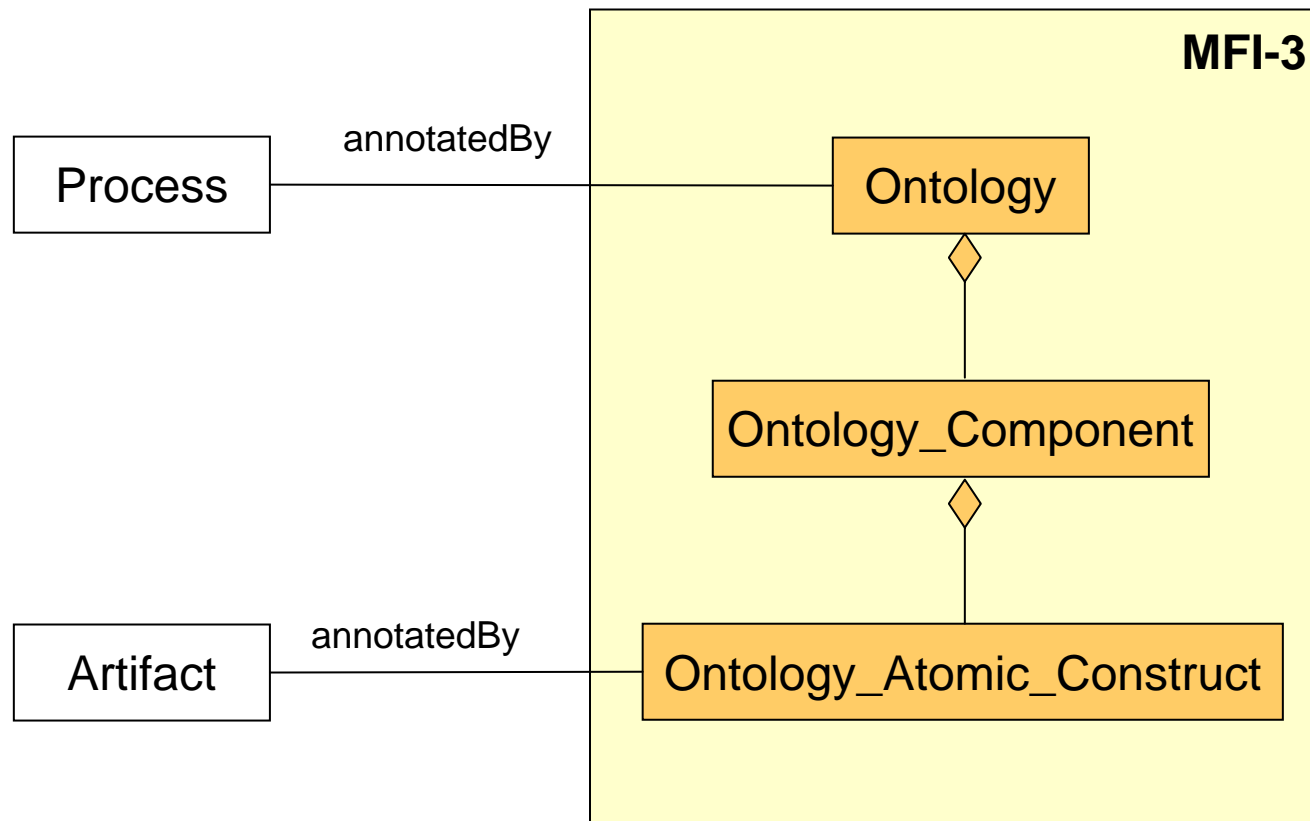 MFI-3
annotatedBy
Process
Ontology
Ontology_Component
annotatedBy
Artifact
Ontology_Atomic_Construct